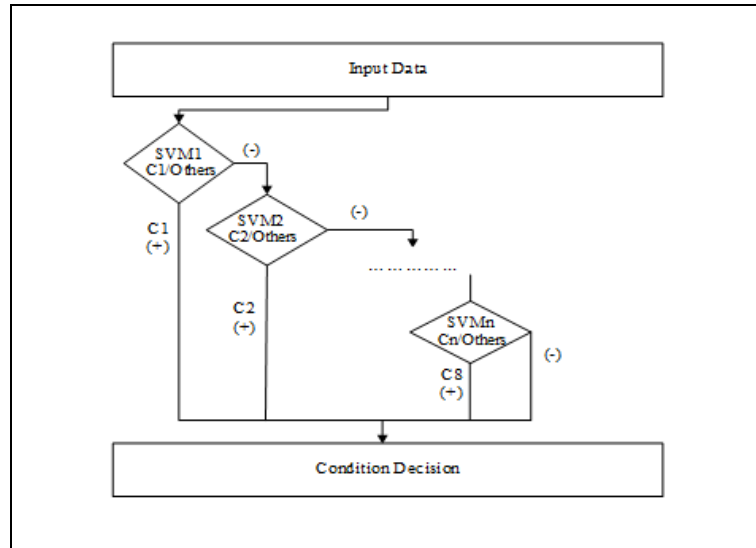 Input Data
SVM1
C1/Others
(-)
SVM2
C2/Others
(-)
C1
(+)
... ... ... ... ...
C2
(+)
SVMn
Cn/Others
(-)
C8
(+)
Condition Decision